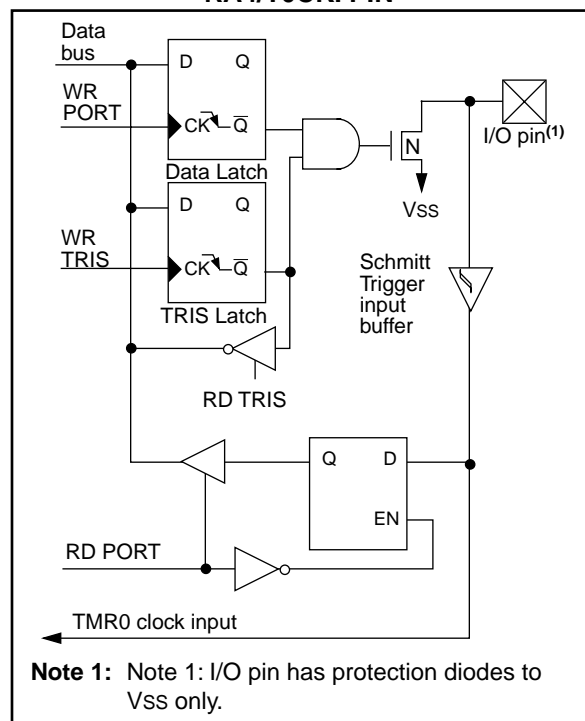 Data
bus
D Q
WR
PORT
CK Q
I/O pin(1)
N
Data Latch
VSS
D Q
WR
TRIS
CK Q
Schmitt
Trigger
input
buffer
TRIS Latch
RD TRIS
Q D
EN
RD PORT
TMR0 clock input
Note 1: Note 1: I/O pin has protection diodes to
VSS only.